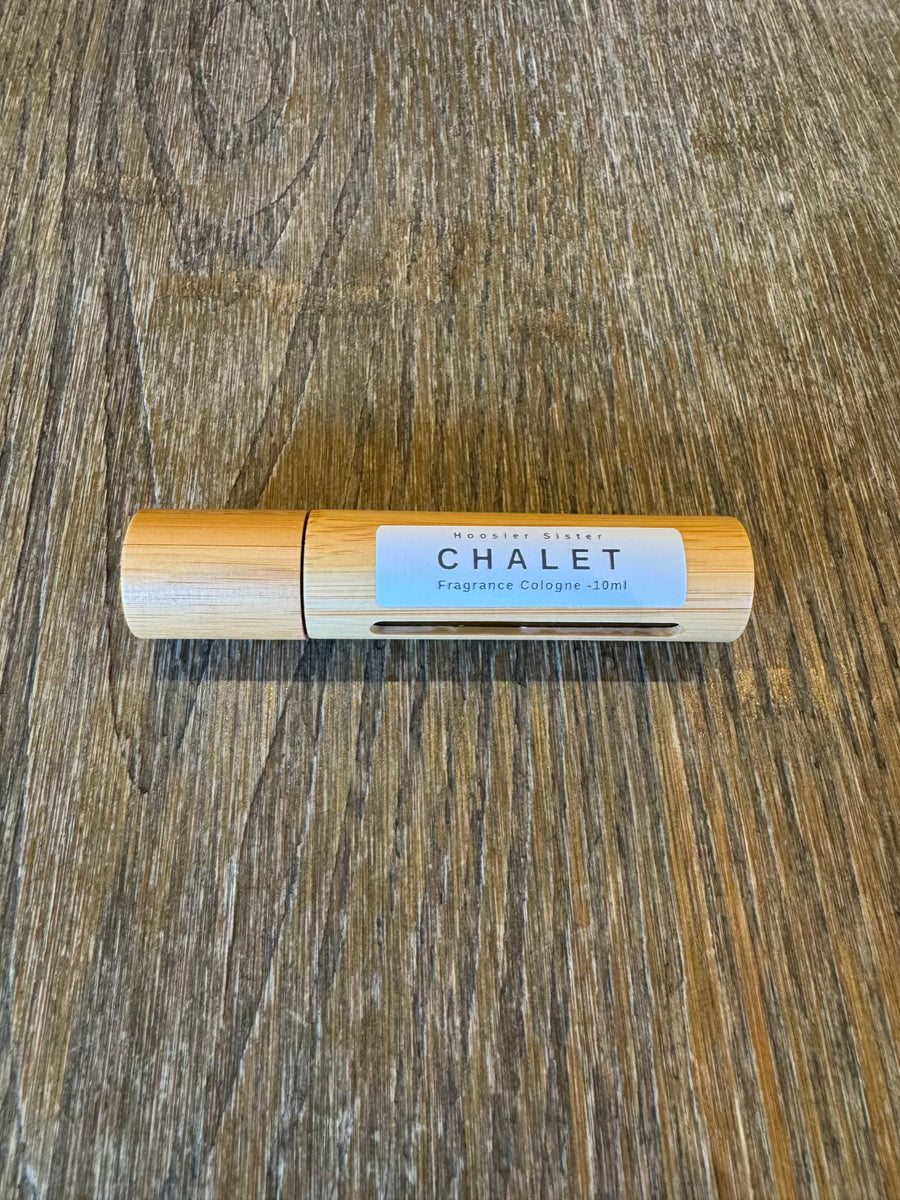 Hoosier Sister
CHALET
Fragrance Cologne -10ml